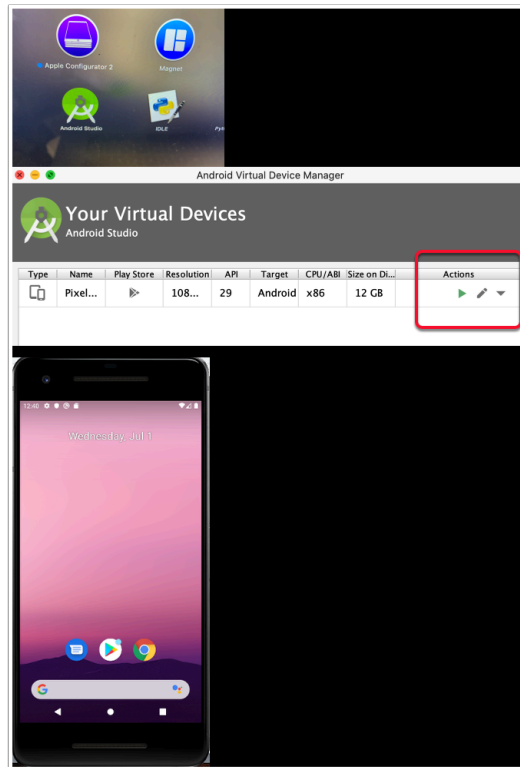 Apple Configurator 2
Magnet
Android Studio
IDLE
Android Virtual Device Manager
Your Virtual Devices
Android Studio
Type Name Play Store Resolution API Target CPU/ABI Size on Di... Actions
Pixel... 108... 29 Android x86 12 GB
12:40
Wednesday, Jul 1
G